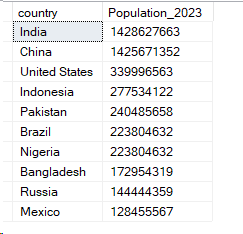 country Population_2023
India 1428627663
China 1425671352
United States 339996563
Indonesia 277534122
Pakistan 240485658
Brazil 223804632
Nigeria 223804632
Bangladesh 172954319
Russia 144444359
Mexico 128455567